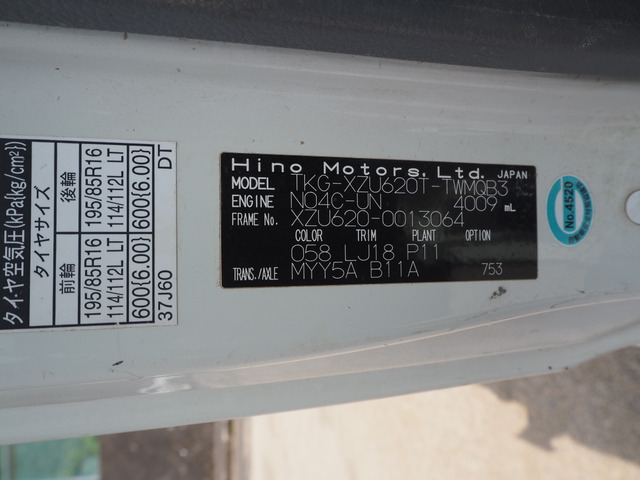 タイヤ空気圧(kPa{kg/cm²})
タイヤサイズ
前輪 後輪
195/85R16 195/85R16
114/112L LT 114/112L LT
600{6.00} 600{6.00}
37J60 DT
Hino Motors, Ltd. JAPAN
MODEL TKG-XZU620T-TWMQB3
ENGINE N04C-UN 4009 mL
FRAME No. XZU620-0013064
COLOR TRIM PLANT OPTION
058 LJ18 P11
TRANS./AXLE MYY5A B11A 753
No.4520